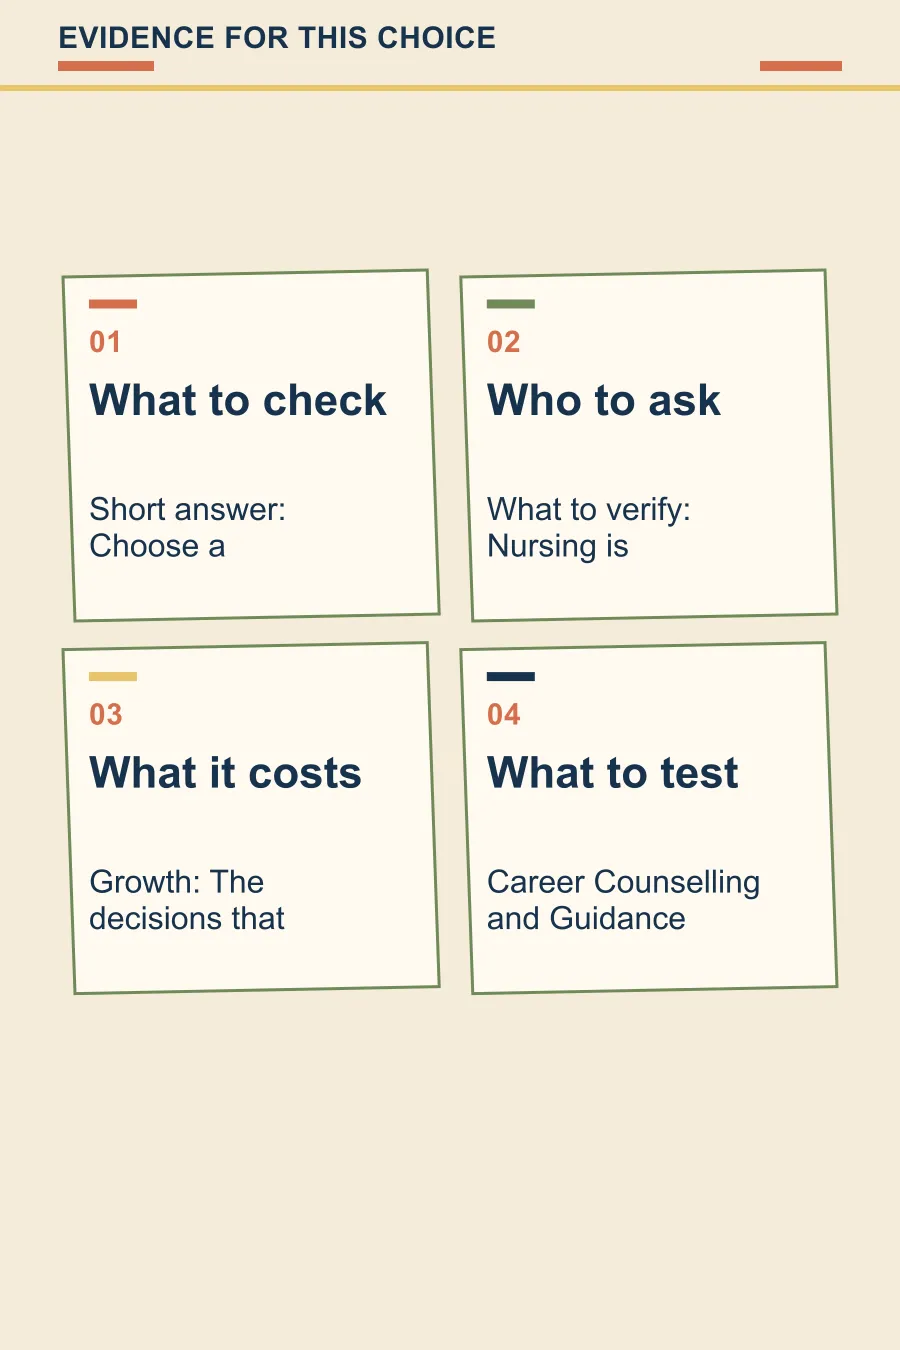 EVIDENCE FOR THIS CHOICE
01
What to check
Short answer:
Choose a
02
Who to ask
What to verify:
Nursing is
03
What it costs
Growth: The
decisions that
04
What to test
Career Counselling
and Guidance